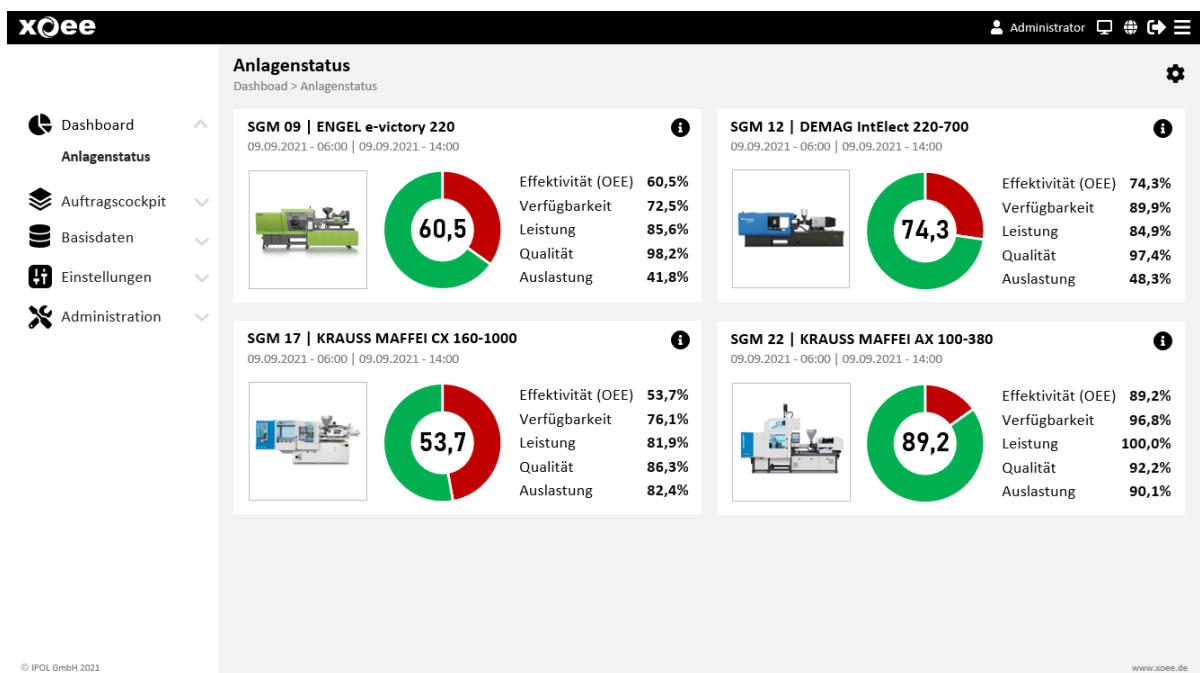 xOee
Administrator
Anlagenstatus
Dashboad > Anlagenstatus
Dashboard
Anlagenstatus
Auftragscockpit
Basisdaten
Einstellungen
Administration
SGM 09 | ENGEL e-victory 220
09.09.2021 - 06:00 | 09.09.2021 - 14:00
60,5
Effektivität (OEE) 60,5%
Verfügbarkeit 72,5%
Leistung 85,6%
Qualität 98,2%
Auslastung 41,8%
SGM 12 | DEMAG IntElect 220-700
09.09.2021 - 06:00 | 09.09.2021 - 14:00
74,3
Effektivität (OEE) 74,3%
Verfügbarkeit 89,9%
Leistung 84,9%
Qualität 97,4%
Auslastung 48,3%
SGM 17 | KRAUSS MAFFEI CX 160-1000
09.09.2021 - 06:00 | 09.09.2021 - 14:00
53,7
Effektivität (OEE) 53,7%
Verfügbarkeit 76,1%
Leistung 81,9%
Qualität 86,3%
Auslastung 82,4%
SGM 22 | KRAUSS MAFFEI AX 100-380
09.09.2021 - 06:00 | 09.09.2021 - 14:00
89,2
Effektivität (OEE) 89,2%
Verfügbarkeit 96,8%
Leistung 100,0%
Qualität 92,2%
Auslastung 90,1%
© IPOL GmbH 2021
www.xoee.de